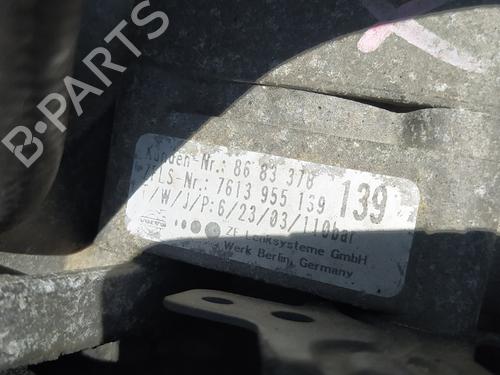 B-PARTS
Kunden-Nr.: 86 83 378
ZFLS-Nr.: 7613 955 139
T/W/J/P: 6/23/03/110bar
139
ZF Lenksysteme GmbH
Werk Berlin, Germany